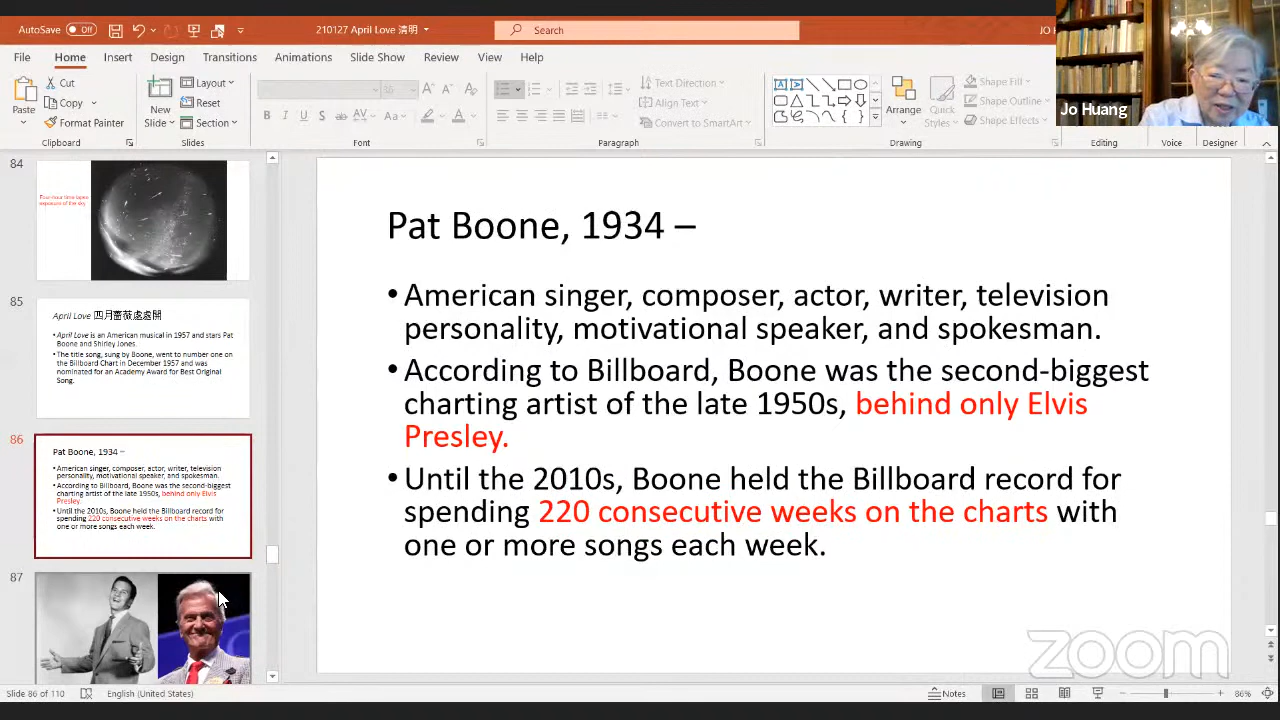 AutoSave Off
210127 April Love 清明
Search
JO
File Home Insert Design Transitions Animations Slide Show Review View Help
Paste
Cut
Copy
Format Painter
Clipboard
New
Slide
Layout
Reset
Section
Slides
Font
Text Direction
Align Text
Convert to SmartArt
Paragraph
Arrange
Quick
Styles
Shape Fill
Shape Outline
Shape Effects
Drawing
Editing
Voice
Designer
Jo Huang
84
Four-hour time lapse
exposure of the sky
85
April Love 四月薔薇處處開
• April Love is an American musical in 1957 and stars Pat
Boone and Shirley Jones.
• The title song, sung by Boone, went to number one on
the Billboard Chart in December 1957 and was
nominated for an Academy Award for Best Original
Song.
86
Pat Boone, 1934 –
• American singer, composer, actor, writer, television
personality, motivational speaker, and spokesman.
• According to Billboard, Boone was the second-biggest
charting artist of the late 1950s, behind only Elvis
Presley.
• Until the 2010s, Boone held the Billboard record for
spending 220 consecutive weeks on the charts with
one or more songs each week.
87
Pat Boone, 1934 –
• American singer, composer, actor, writer, television
personality, motivational speaker, and spokesman.
• According to Billboard, Boone was the second-biggest
charting artist of the late 1950s, behind only Elvis
Presley.
• Until the 2010s, Boone held the Billboard record for
spending 220 consecutive weeks on the charts with
one or more songs each week.
zoom
Slide 86 of 110
English (United States)
Notes
86%